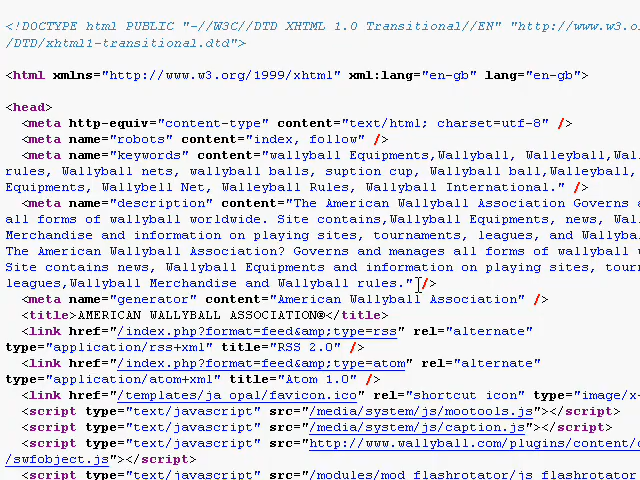 <!DOCTYPE html PUBLIC "-//W3C//DTD XHTML 1.0 Transitional//EN" "http://www.w3.o
/DTD/xhtml1-transitional.dtd">
<html xmlns="http://www.w3.org/1999/xhtml" xml:lang="en-gb" lang="en-gb">
<head>
<meta http-equiv="content-type" content="text/html; charset=utf-8" />
<meta name="robots" content="index, follow" />
<meta name="keywords" content="wallyball Equipments,Wallyball, Walleyball,Wal
rules, Wallyball nets, wallyball balls, suption cup, Wallyball ball,Walleyball,
Equipments, Wallybell Net, Walleyball Rules, Wallyball International." />
<meta name="description" content="The American Wallyball Association Governs a
all forms of wallyball worldwide. Site contains,Wallyball Equipments, news, Wal
Merchandise and information on playing sites, tournaments, leagues, and Wallyba
The American Wallyball Association? Governs and manages all forms of wallyball w
Site contains news, Wallyball Equipments and information on playing sites, tourn
leagues,Wallyball Merchandise and Wallyball rules." />
<meta name="generator" content="American Wallyball Association" />
<title>AMERICAN WALLYBALL ASSOCIATION®</title>
<link href="/index.php?format=feed&amp;type=rss" rel="alternate"
type="application/rss+xml" title="RSS 2.0" />
<link href="/index.php?format=feed&amp;type=atom" rel="alternate"
type="application/atom+xml" title="Atom 1.0" />
<link href="/templates/ja_opal/favicon.ico" rel="shortcut icon" type="image/x-
<script type="text/javascript" src="/media/system/js/mootools.js"></script>
<script type="text/javascript" src="/media/system/js/caption.js"></script>
<script type="text/javascript" src="http://www.wallyball.com/plugins/content/
/swfobject.js"></script>
<script type="text/javascript" src="/modules/mod_flashrotator/js_flashrotator